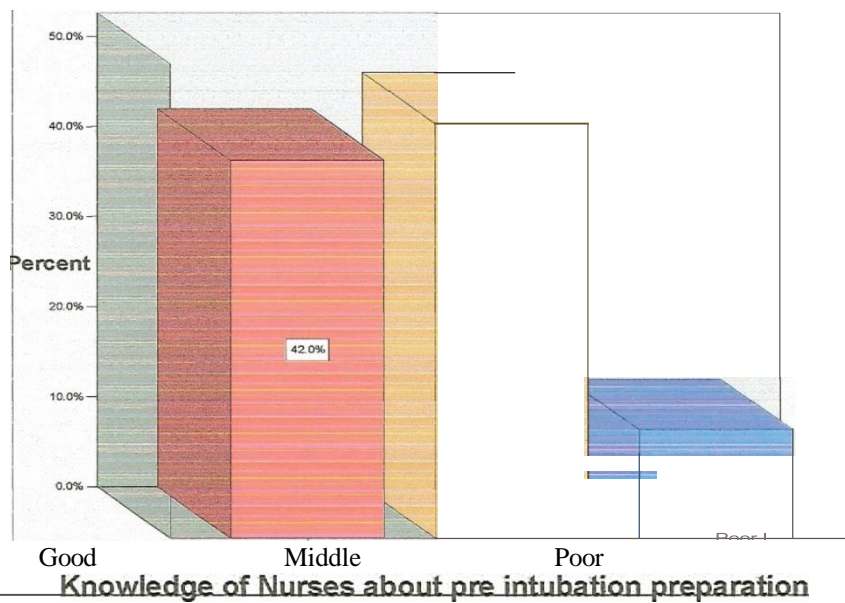 50.0%
40.0%
30.0%
Percent
20.0%
42.0%
10.0%
0.0%
Poor
Good Middle Poor
Knowledge of Nurses about pre intubation preparation